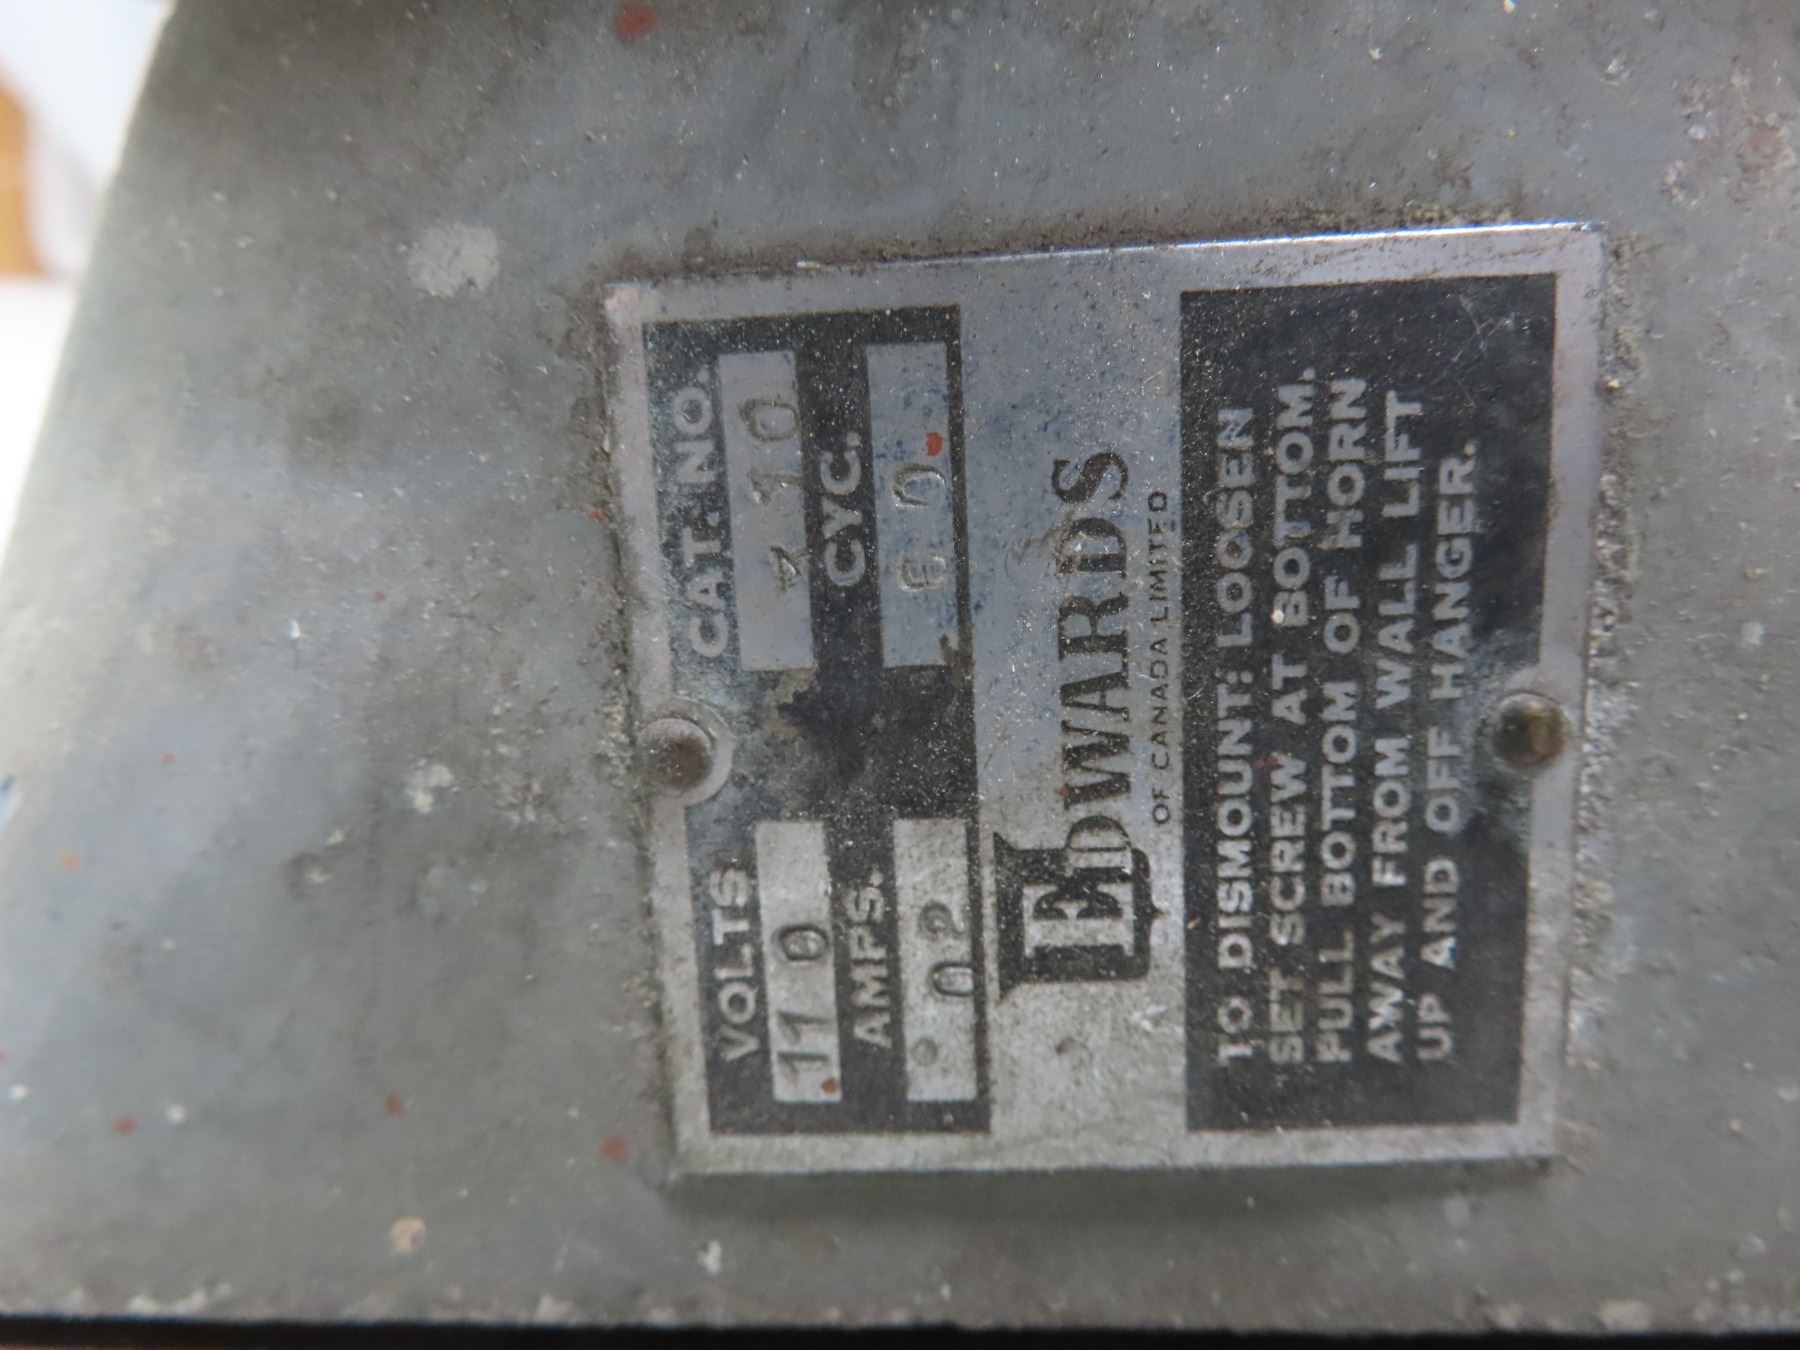 VOLTS CAT. NO.
110
AMPS. CYC.
.02 60
EDWARDS
OF CANADA LIMITED
TO DISMOUNT: LOOSEN
SET SCREW AT BOTTOM.
PULL BOTTOM OF HORN
AWAY FROM WALL LIFT
UP AND OFF HANGER.